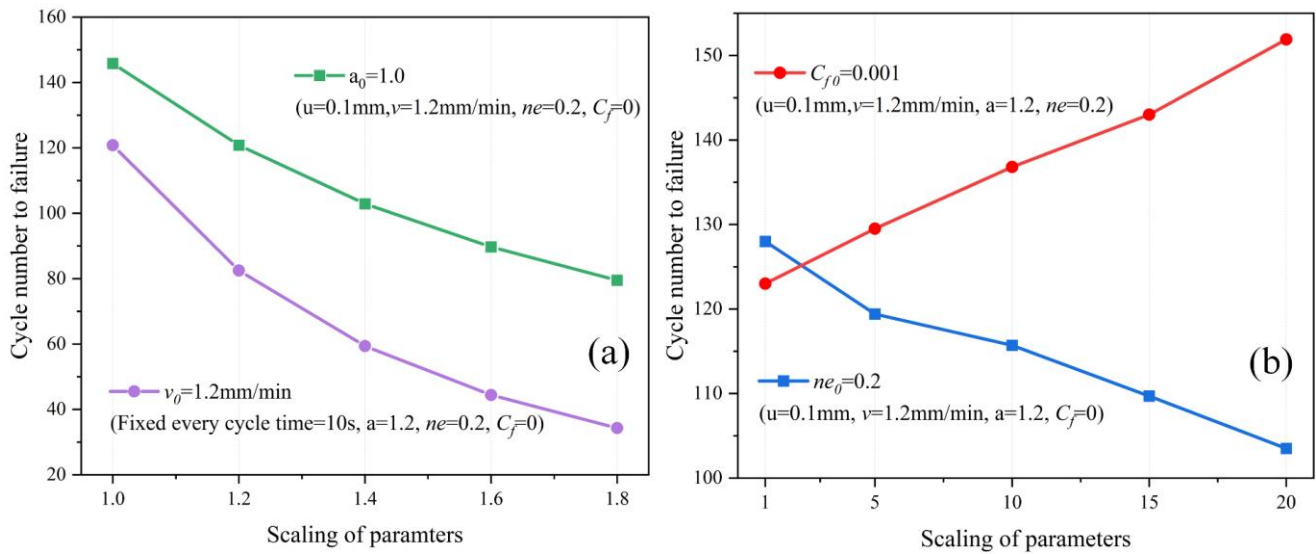 160
140
120
100
80
60
40
20
Cycle number to failure
a0=1.0
(u=0.1mm,v=1.2mm/min, ne=0.2, Cf=0)
(a)
v0=1.2mm/min
(Fixed every cycle time=10s, a=1.2, ne=0.2, Cf=0)
1.0 1.2 1.4 1.6 1.8
Scaling of paramters
150
140
130
120
110
100
Cycle number to failure
Cf0=0.001
(u=0.1mm,v=1.2mm/min, a=1.2, ne=0.2)
(b)
ne0=0.2
(u=0.1mm, v=1.2mm/min, a=1.2, Cf=0)
1 5 10 15 20
Scaling of parameters